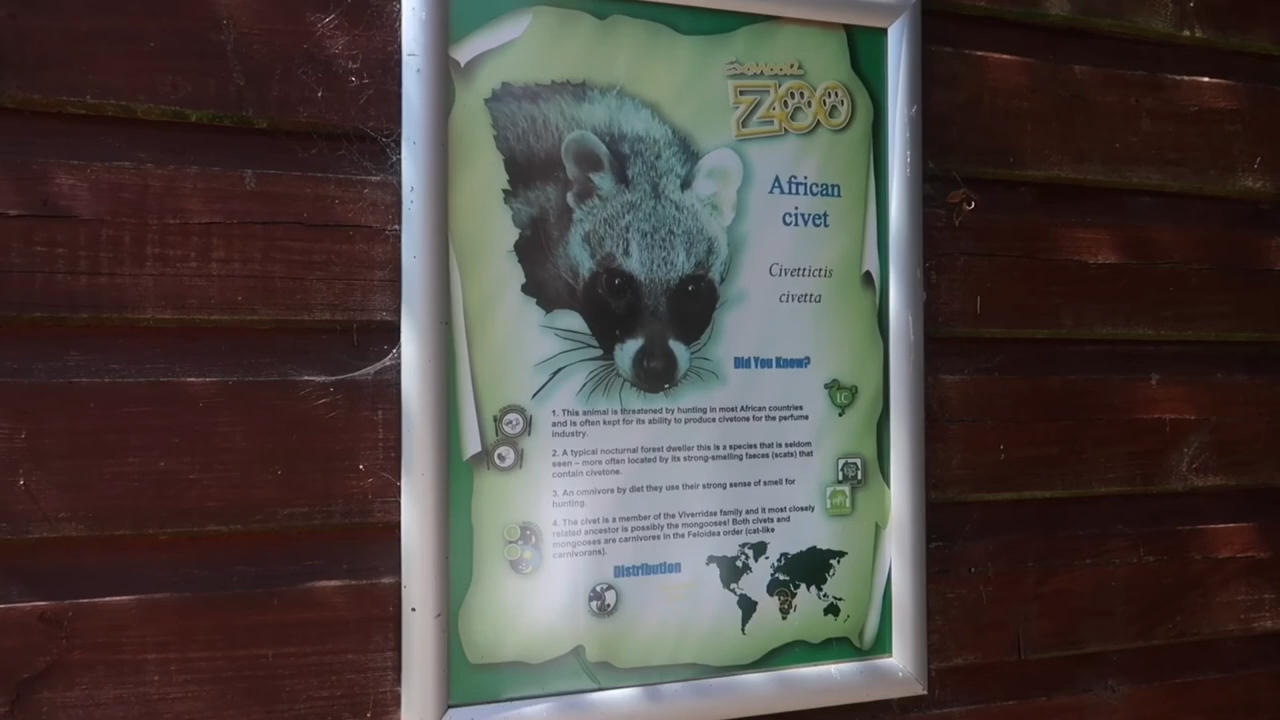 Exmoor
ZOO
African
civet
Civettictis
civetta
Did You Know?
LC
1. This animal is threatened by hunting in most African countries
and is often kept for its ability to produce civetone for the perfume
industry.
2. A typical nocturnal forest dweller this is a species that is seldom
seen – more often located by its strong-smelling faeces (scats) that
contain civetone.
3. An omnivore by diet they use their strong sense of smell for
hunting.
4. The civet is a member of the Viverridae family and it most closely
related ancestor is possibly the mongooses! Both civets and
mongooses are carnivores in the Feloidea order (cat-like
carnivorans).
Distribution